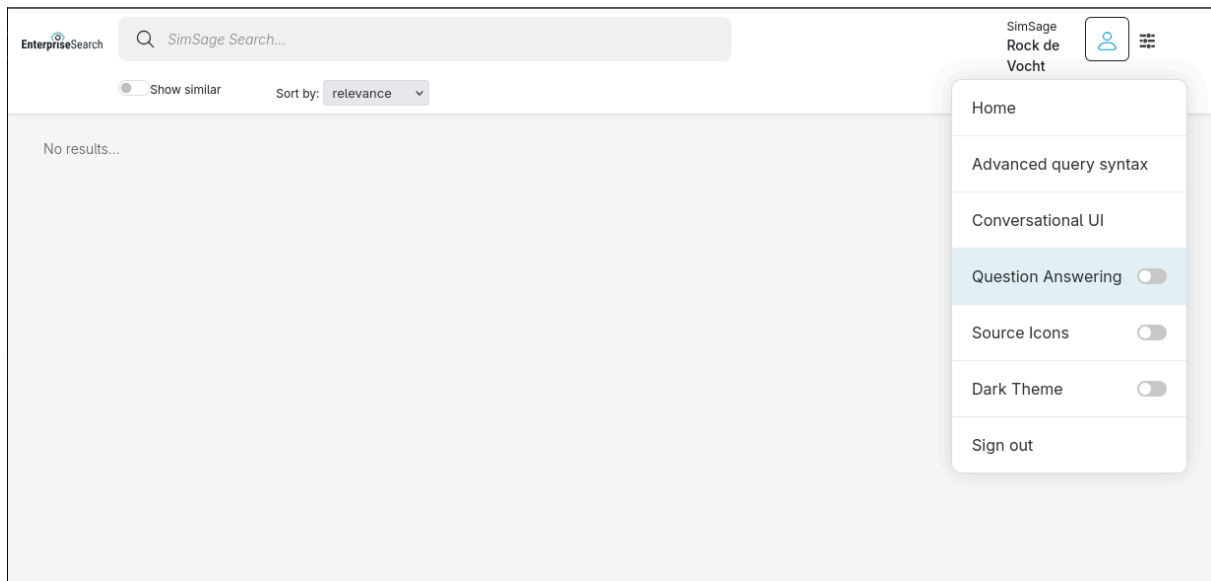 EnterpriseSearch
SimSage Search...
SimSage
Rock de
Vocht
Show similar
Sort by: relevance
No results...
Home
Advanced query syntax
Conversational UI
Question Answering
Source Icons
Dark Theme
Sign out